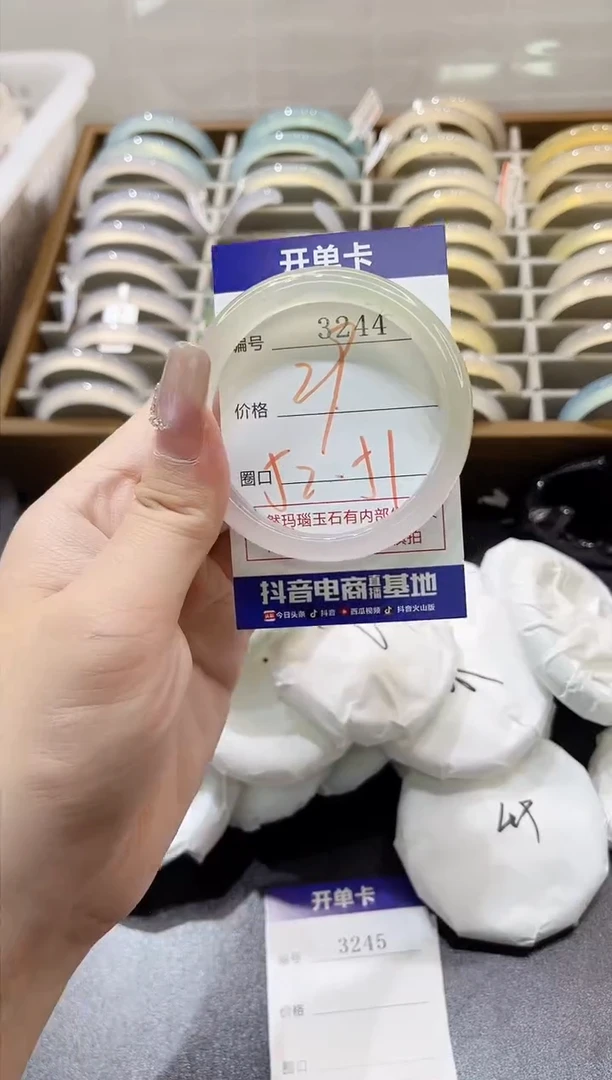 开单卡
编号 3244
价格
圈口 52-51
然玛瑙玉石有内部
抖音电商直播基地
今日头条 抖音 西瓜视频 抖音火山版
开单卡
编号 3245
价格
圈口